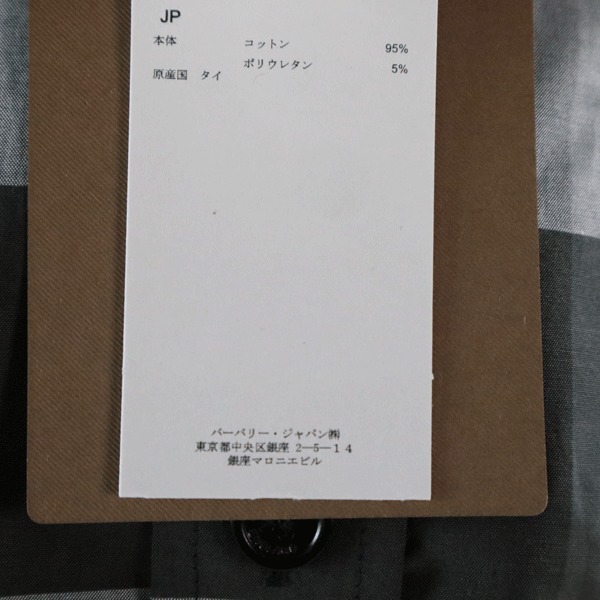 JP
本体 コットン 95%
ポリウレタン 5%
原産国 タイ
バーバリー・ジャパン㈱
東京都中央区銀座 2—5—14
銀座マロニエビル